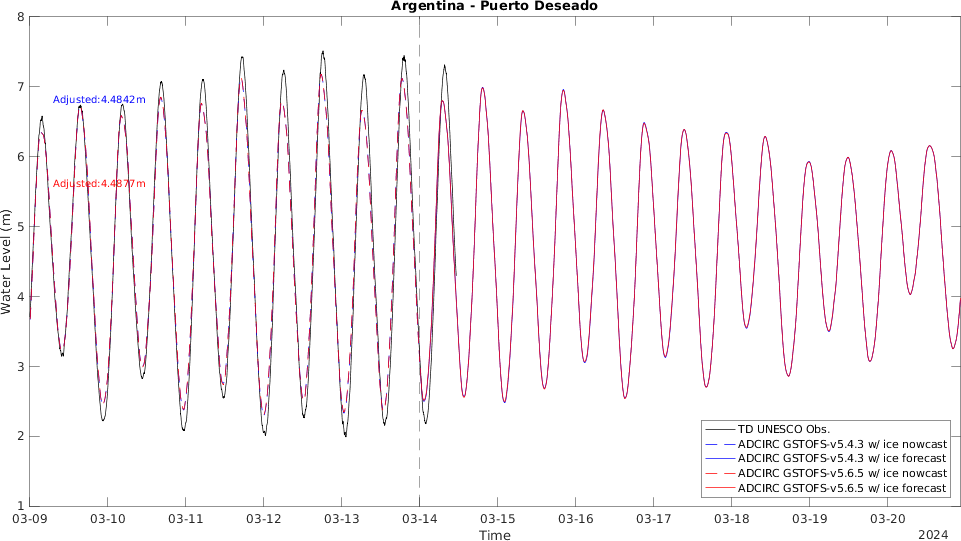 Argentina - Puerto Deseado
8
7
6
5
4
3
2
1
Water Level (m)
Adjusted:4.4842m
Adjusted:4.4877m
TD UNESCO Obs.
ADCIRC GSTOFS-v5.4.3 w/ ice nowcast
ADCIRC GSTOFS-v5.4.3 w/ ice forecast
ADCIRC GSTOFS-v5.6.5 w/ ice nowcast
ADCIRC GSTOFS-v5.6.5 w/ ice forecast
03-09 03-10 03-11 03-12 03-13 03-14 03-15 03-16 03-17 03-18 03-19 03-20
Time
2024